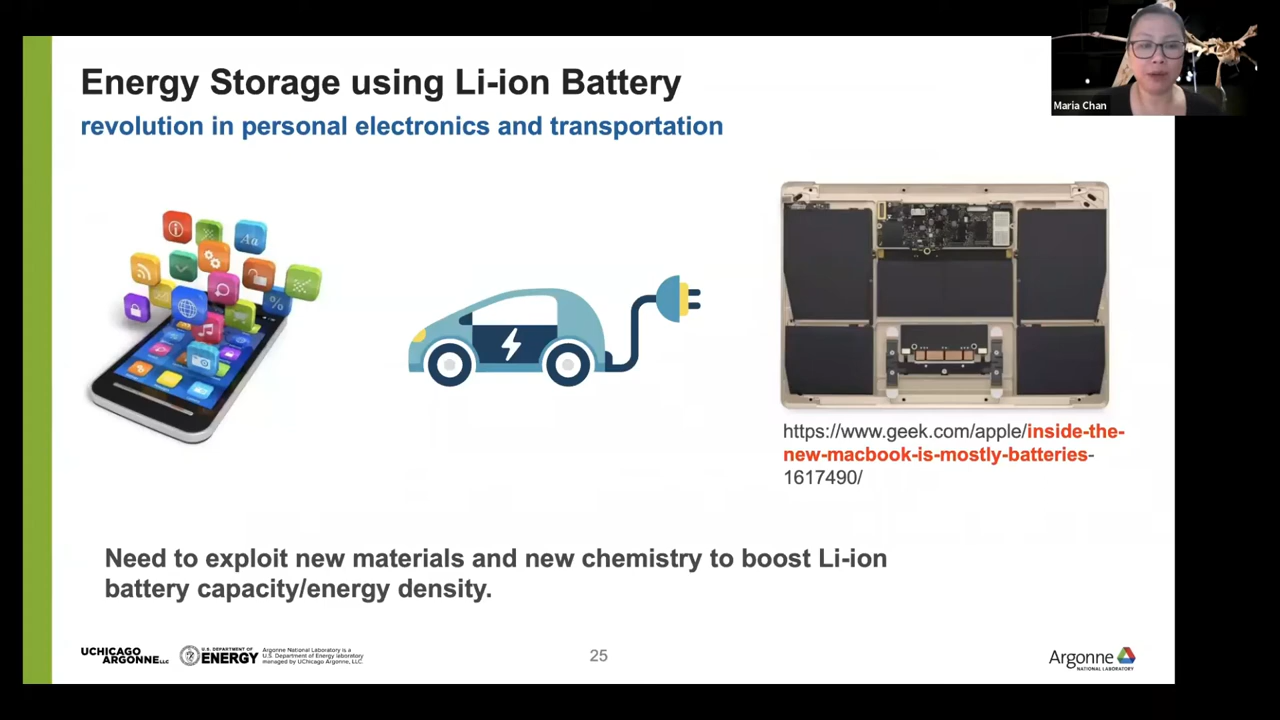 Energy Storage using Li-ion Battery
revolution in personal electronics and transportation
Maria Chan
Aa
%
https://www.geek.com/apple/inside-the-
new-macbook-is-mostly-batteries-
1617490/
Need to exploit new materials and new chemistry to boost Li-ion
battery capacity/energy density.
UCHICAGO
ARGONNE LLC
U.S. DEPARTMENT OF
ENERGY
Argonne National Laboratory is a
U.S. Department of Energy laboratory
managed by UChicago Argonne, LLC.
25
Argonne
NATIONAL LABORATORY